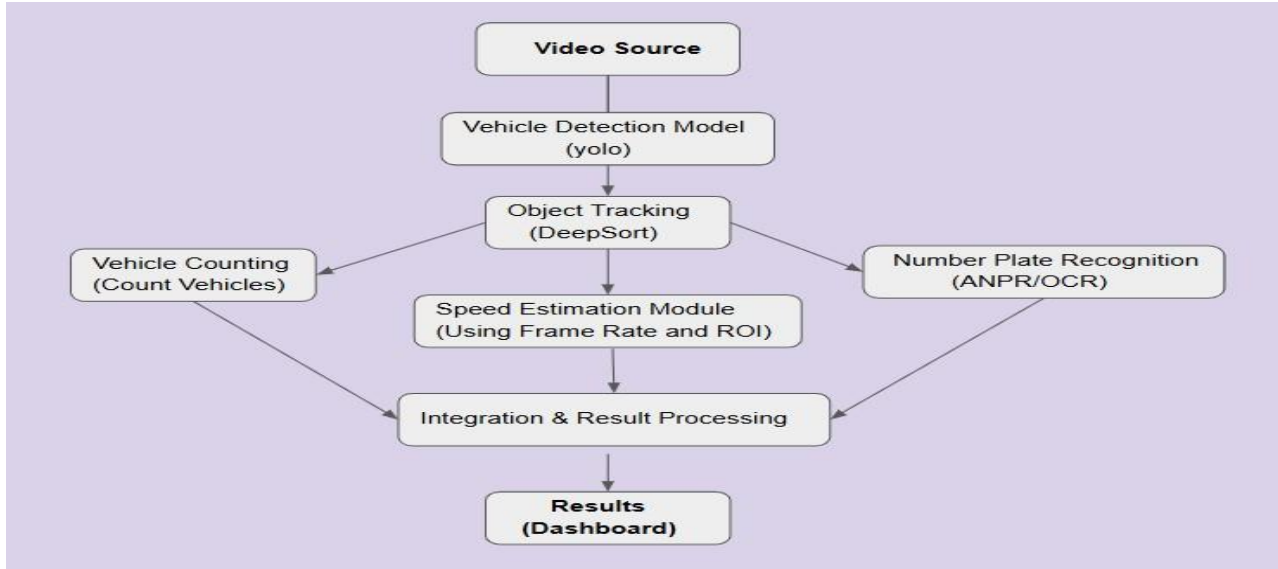 Video Source
Vehicle Detection Model
(yolo)
Object Tracking
(DeepSort)
Vehicle Counting
(Count Vehicles)
Speed Estimation Module
(Using Frame Rate and ROI)
Number Plate Recognition
(ANPR/OCR)
Integration & Result Processing
Results
(Dashboard)